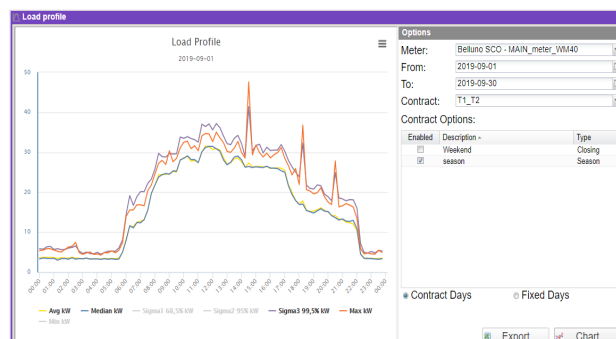 Load profile
Load Profile
2019-09-01
50
40
30
20
10
0
00:00 01:00 02:00 03:00 04:00 05:00 06:00 07:00 08:00 09:00 10:00 11:00 12:00 13:00 14:00 15:00 16:00 17:00 18:00 19:00 20:00 21:00 22:00 23:00 00:00
Avg kW Median kW Sigma1 68,5% kW Sigma2 95% kW Sigma3 99,5% kW Max kW
Min kW
Options
Meter: Belluno SCO - MAIN_meter_WM40
From: 2019-09-01
To: 2019-09-30
Contract: T1_T2
Contract Options:
Enabled Description Type
Weekend Closing
season Season
Contract Days Fixed Days
Export Chart